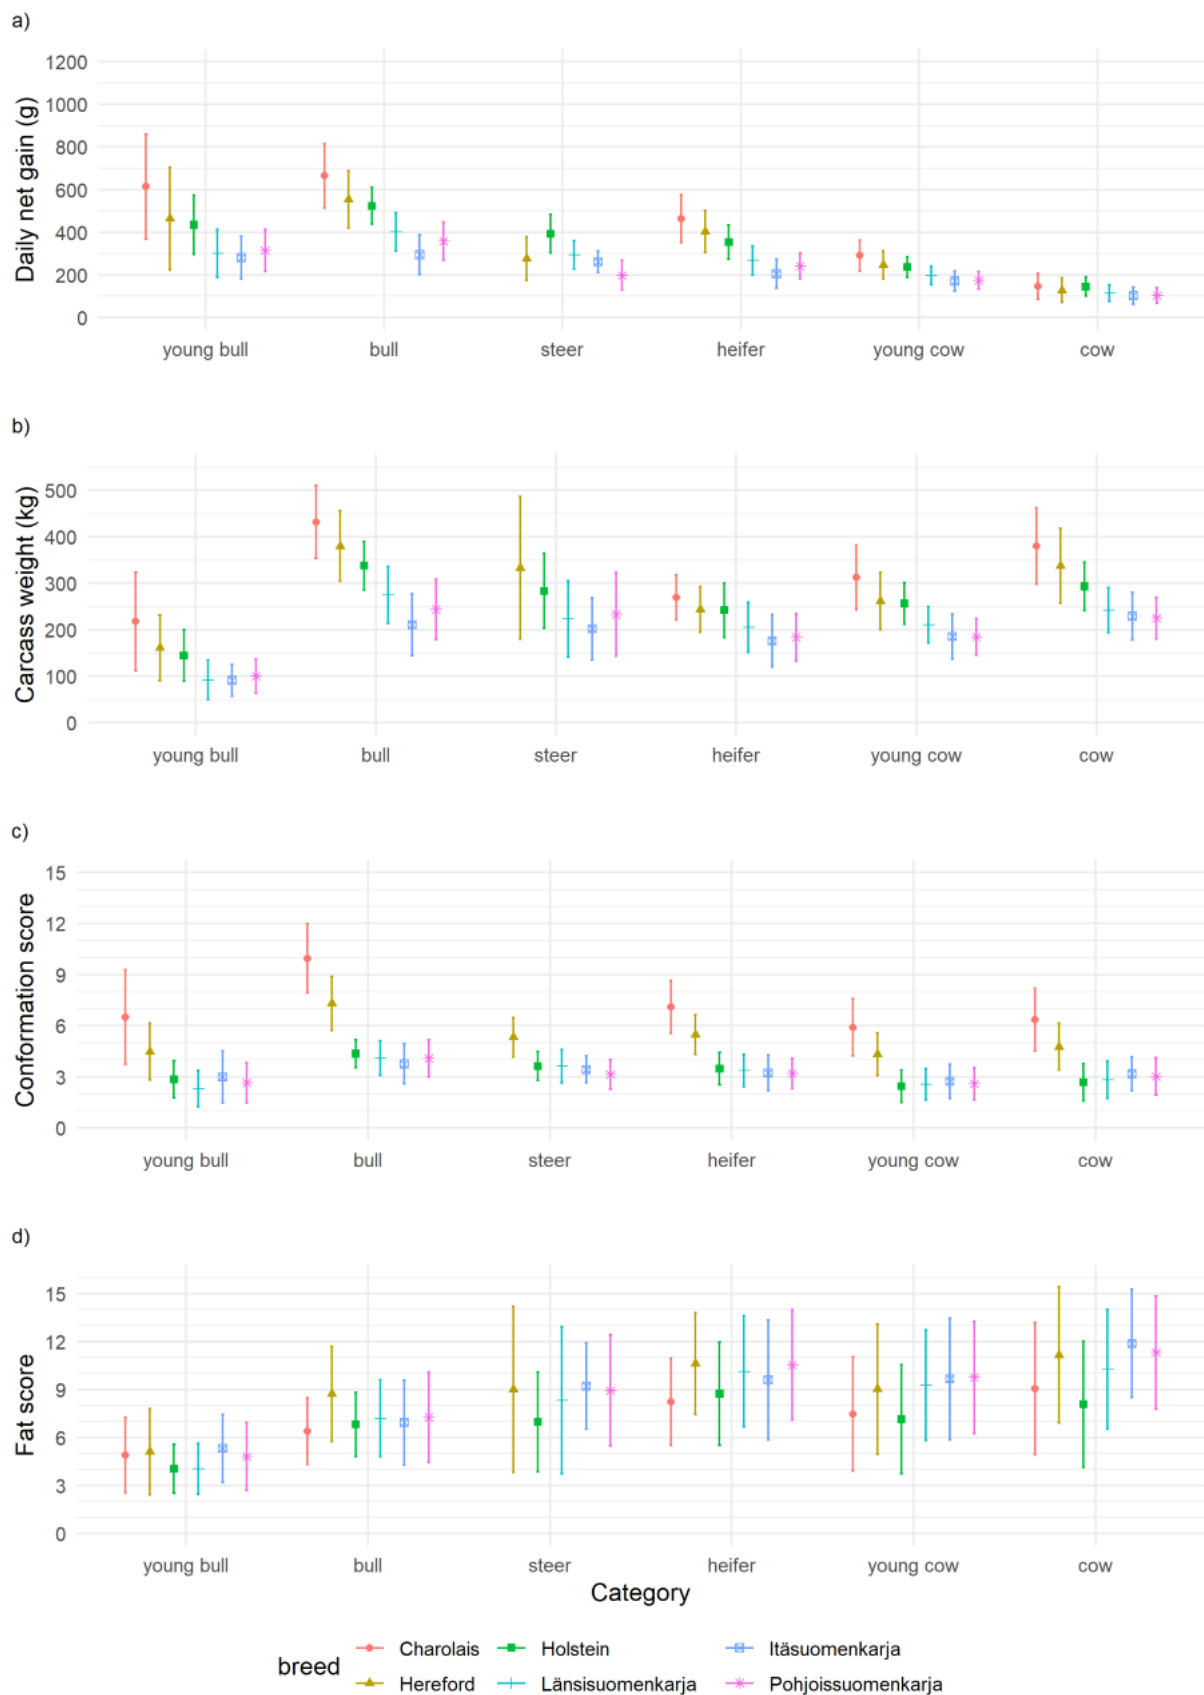 a)
Daily net gain (g)
1200
1000
800
600
400
200
0
young bull bull steer heifer young cow cow
b)
Carcass weight (kg)
500
400
300
200
100
0
young bull bull steer heifer young cow cow
c)
Conformation score
15
12
9
6
3
0
young bull bull steer heifer young cow cow
d)
Fat score
15
12
9
6
3
0
young bull bull steer heifer young cow cow
Category
breed
Charolais Holstein Itäsuomenkarja
Hereford Länsisuomenkarja Pohjoissuomenkarja